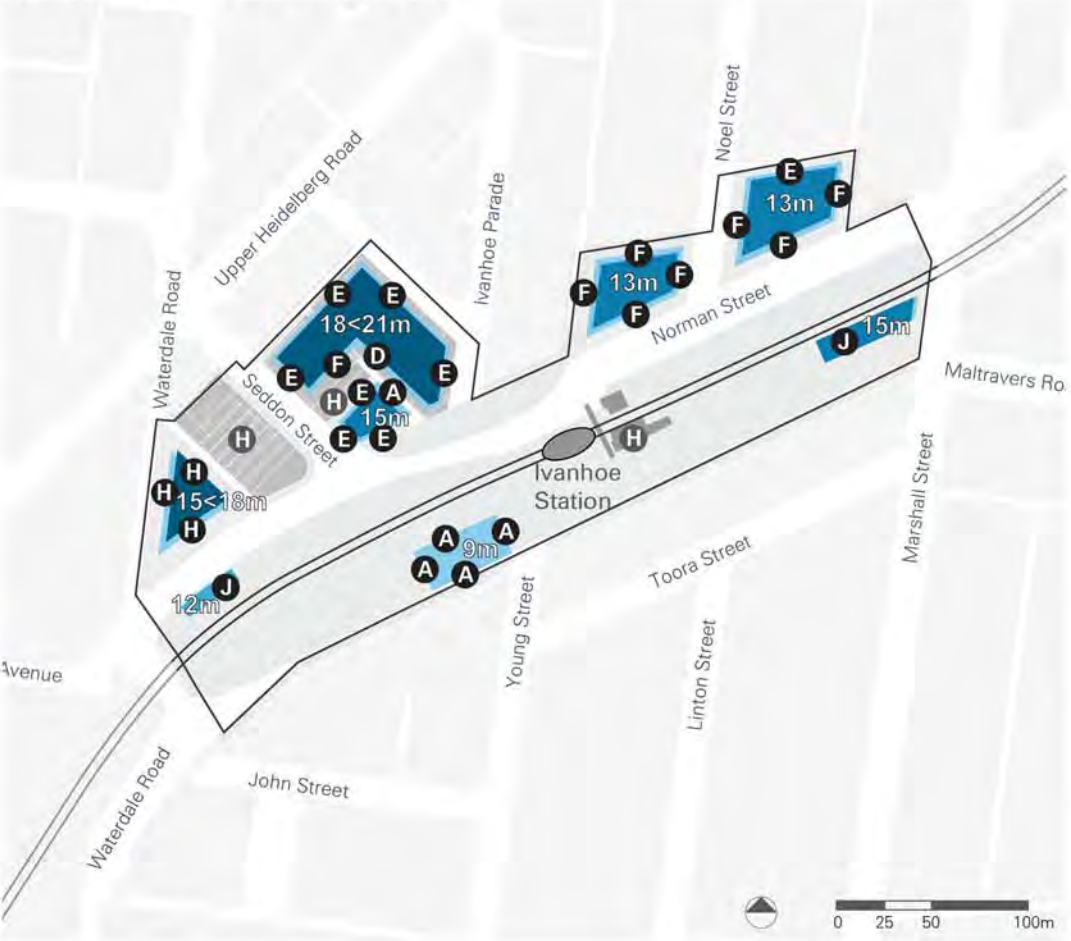 Noel Street
Upper Heidelberg Road
Ivanhoe Parade
Waterdale Road
E
F
13m
F
F
F
F
13m
F
F
Norman Street
E
E
18<21m
D
F
E
E
E
A
H
15m
E
E
Seddon Street
H
H
H
15<18m
H
15m
J
Maltravers Ro
H
Ivanhoe
Station
A
A
9m
A
A
Marshall Street
Toora Street
J
12m
Young Street
Linton Street
Avenue
Waterdale Road
John Street
0 25 50 100m